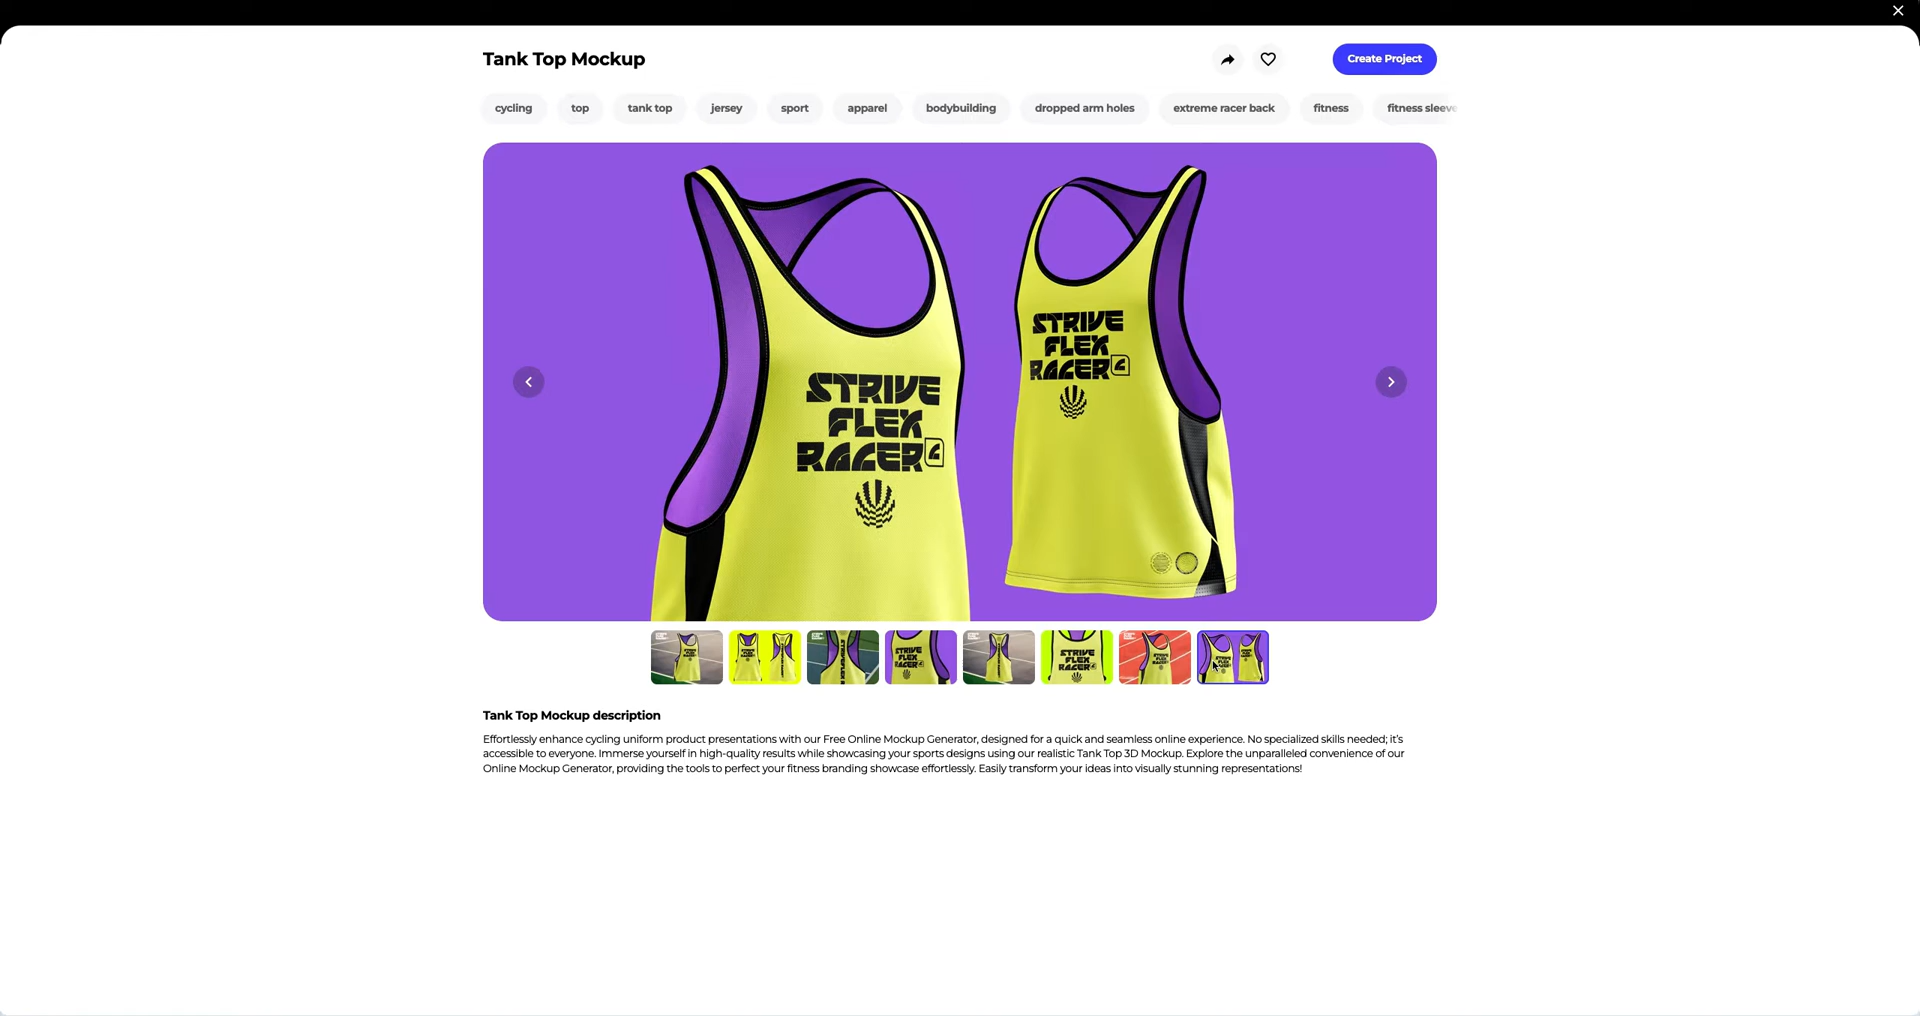 Tank Top Mockup
Create Project
cycling
top
tank top
jersey
sport
apparel
bodybuilding
dropped arm holes
extreme racer back
fitness
fitness sleeve
STRIVE
FLEX
RACER
STRIVE
FLEX
RACER
Tank Top Mockup description
Effortlessly enhance cycling uniform product presentations with our Free Online Mockup Generator, designed for a quick and seamless online experience. No specialized skills needed; it's
accessible to everyone. Immerse yourself in high-quality results while showcasing your sports designs using our realistic Tank Top 3D Mockup. Explore the unparalleled convenience of our
Online Mockup Generator, providing the tools to perfect your fitness branding showcase effortlessly. Easily transform your ideas into visually stunning representations!